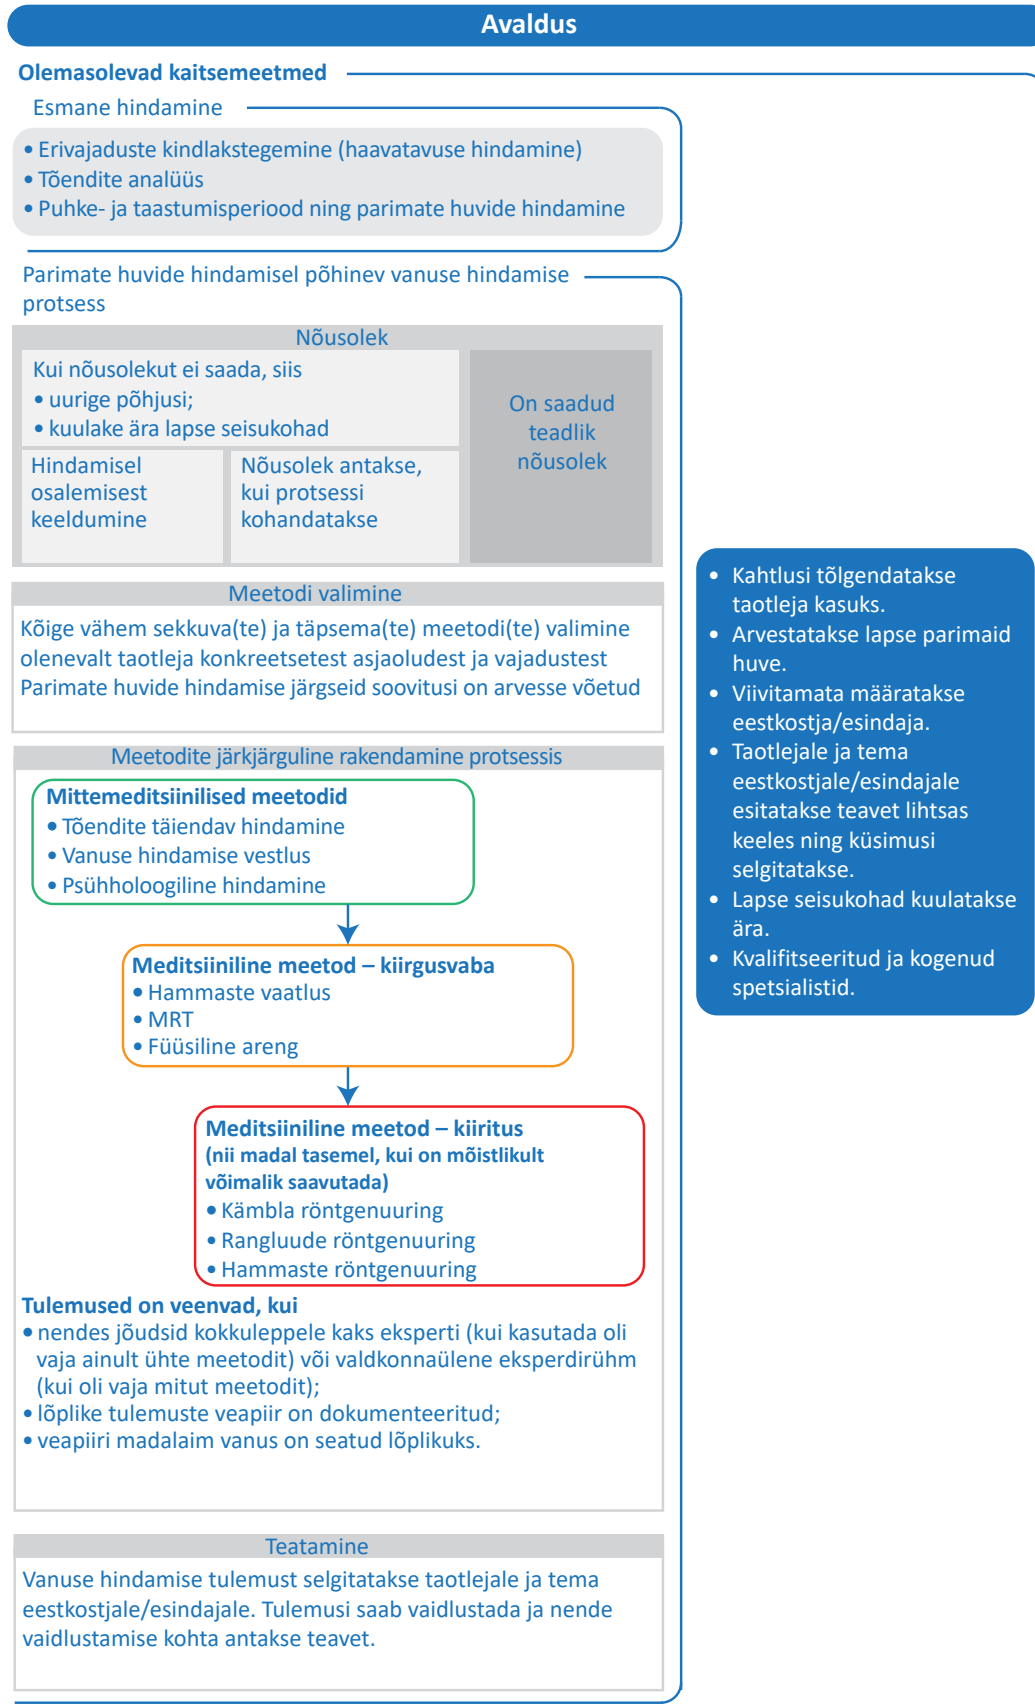 Avaldus
Olemasolevad kaitsemeetmed
Esmane hindamine
• Erivajaduste kindlakstegemine (haavatavuse hindamine)
• Tõendite analüüs
• Puhke- ja taastumisperiood ning parimate huvide hindamine
Parimate huvide hindamisel põhinev vanuse hindamise
protsess
Nõusolek
Kui nõusolekut ei saada, siis
• uurige põhjusi;
• kuulake ära lapse seisukohad
Hindamisel
osalemisest
keeldumine
Nõusolek antakse,
kui protsessi
kohandatakse
On saadud
teadlik
nõusolek
Meetodi valimine
Kõige vähem sekkuva(te) ja täpsema(te) meetodi(te) valimine
olenevalt taotleja konkreetsetest asjaoludest ja vajadustest
Parimate huvide hindamise järgseid soovitusi on arvesse võetud
Meetodite järkjärguline rakendamine protsessis
Mittemeditsiinilised meetodid
• Tõendite täiendav hindamine
• Vanuse hindamise vestlus
• Psühholoogiline hindamine
Meditsiiniline meetod – kiirgusvaba
• Hammaste vaatlus
• MRT
• Füüsiline areng
Meditsiiniline meetod – kiiritus
(nii madal tasemel, kui on mõistlikult
võimalik saavutada)
• Kämbla röntgenuuring
• Rangluude röntgenuuring
• Hammaste röntgenuuring
Tulemused on veenvad, kui
• nendes jõudsid kokkuleppele kaks eksperti (kui kasutada oli
vaja ainult ühte meetodit) või valdkonnaülene eksperdirühm
(kui oli vaja mitut meetodit);
• lõplike tulemuste veapiir on dokumenteeritud;
• veapiiri madalaim vanus on seatud lõplikuks.
Teatamine
Vanuse hindamise tulemust selgitatakse taotlejale ja tema
eestkostjale/esindajale. Tulemusi saab vaidlustada ja nende
vaidlustamise kohta antakse teavet.
• Kahtlusi tõlgendatakse
taotleja kasuks.
• Arvestatakse lapse parimaid
huve.
• Viivitamata määratakse
eestkostja/esindaja.
• Taotlejale ja tema
eestkostjale/esindajale
esitatakse teavet lihtsas
keeles ning küsimusi
selgitatakse.
• Lapse seisukohad kuulatakse
ära.
• Kvalifitseeritud ja kogenud
spetsialistid.